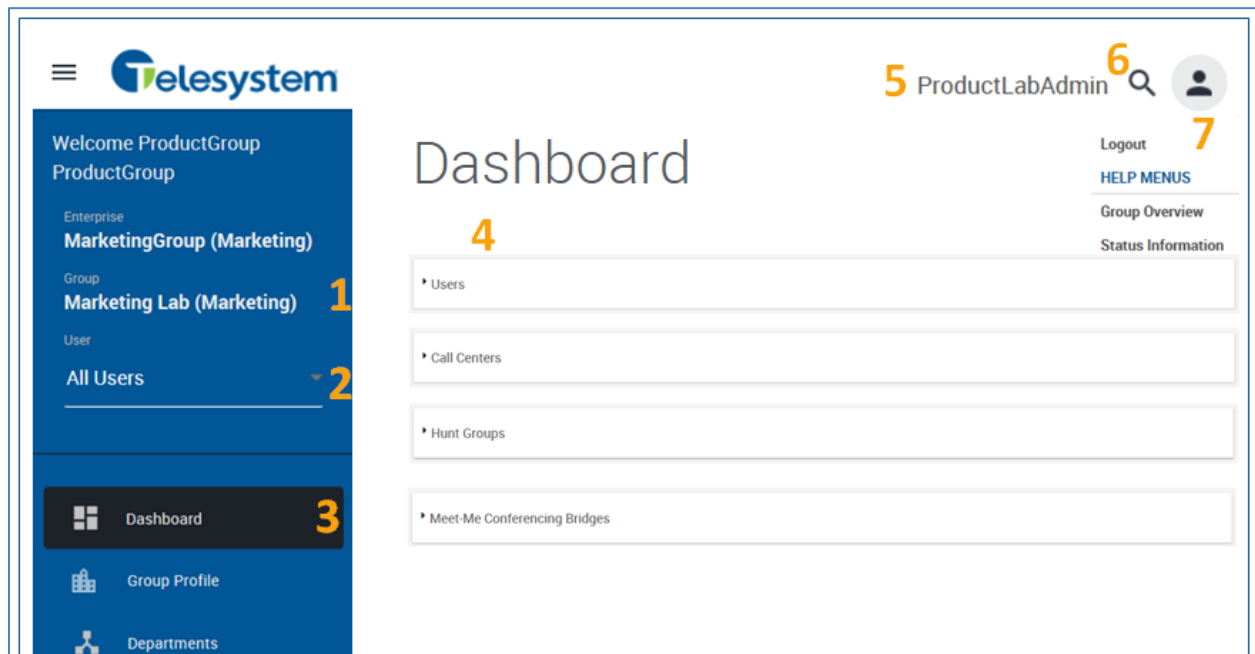 Telesystem
5 ProductLabAdmin 6
7
Welcome ProductGroup
ProductGroup
Enterprise
MarketingGroup (Marketing)
Group
Marketing Lab (Marketing) 1
User
All Users 2
Dashboard 3
Group Profile
Departments
Dashboard
Logout
HELP MENUS
Group Overview
Status Information
4
Users
Call Centers
Hunt Groups
Meet-Me Conferencing Bridges